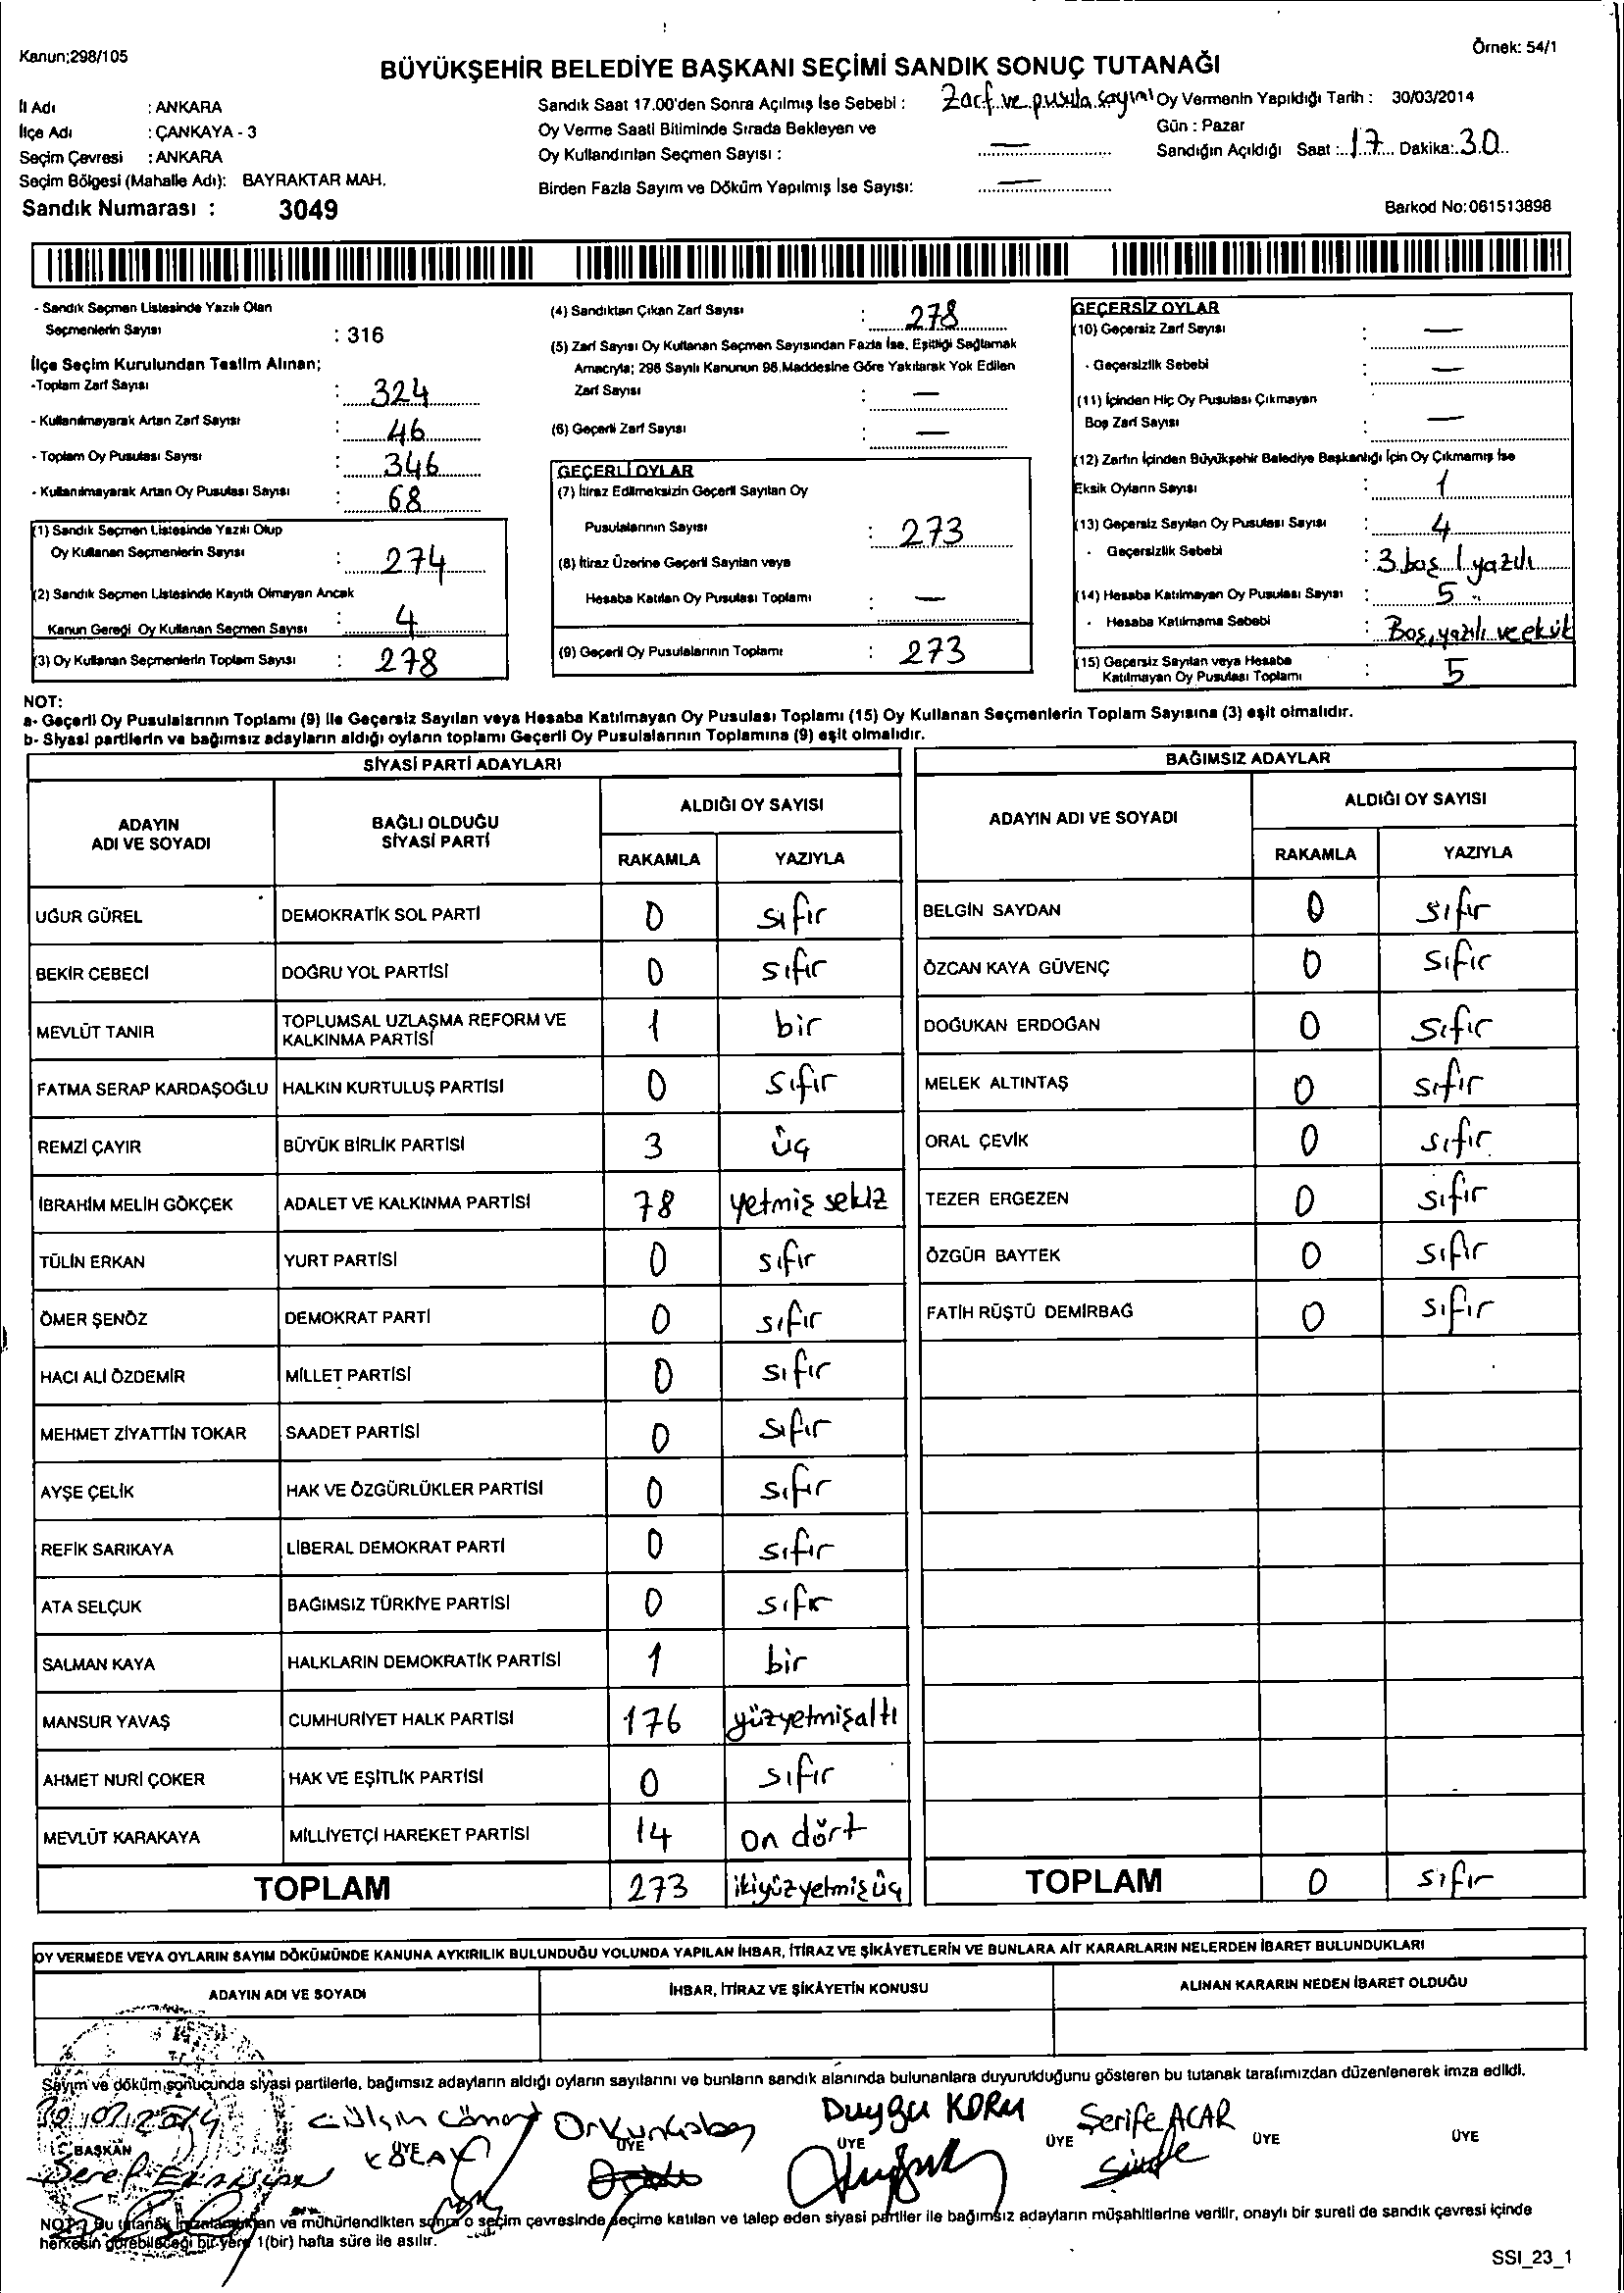 Kanun;298/105
Örnek: 54/1
BÜYÜKŞEHİR BELEDİYE BAŞKANI SEÇİMİ SANDIK SONUÇ TUTANAĞI
İl Adı : ANKARA
İlçe Adı : ÇANKAYA - 3
Seçim Çevresi : ANKARA
Seçim Bölgesi (Mahalle Adı): BAYRAKTAR MAH.
Sandık Numarası : 3049
Sandık Saat 17.00'den Sonra Açılmış İse Sebebi : Zarf ve pusula sayımı
Oy Verme Saati Bitiminde Sırada Bekleyen ve
Oy Kullandırılan Seçmen Sayısı : —
Birden Fazla Sayım ve Döküm Yapılmış İse Sayısı: —
Oy Vermenin Yapıldığı Tarih : 30/03/2014
Gün : Pazar
Sandığın Açıldığı Saat : 17 Dakika: 30
Barkod No:061513898
- Sandık Seçmen Listesinde Yazılı Olan
Seçmenlerin Sayısı : 316
İlçe Seçim Kurulundan Teslim Alınan;
-Toplam Zarf Sayısı : 324
- Kullanılmayarak Artan Zarf Sayısı : 46
- Toplam Oy Pusulası Sayısı : 346
- Kullanılmayarak Artan Oy Pusulası Sayısı : 68
(1) Sandık Seçmen Listesinde Yazılı Olup
Oy Kullanan Seçmenlerin Sayısı : 274
(2) Sandık Seçmen Listesinde Kayıtlı Olmayan Ancak
Kanun Gereği Oy Kullanan Seçmen Sayısı : 4
(3) Oy Kullanan Seçmenlerin Toplam Sayısı : 278
(4) Sandıktan Çıkan Zarf Sayısı : 278
(5) Zarf Sayısı Oy Kullanan Seçmen Sayısından Fazla İse, Eşitliği Sağlamak
Amacıyla; 298 Sayılı Kanunun 98.Maddesine Göre Yakılarak Yok Edilen
Zarf Sayısı : —
(6) Geçerli Zarf Sayısı : —
GEÇERLİ OYLAR
(7) İtiraz Edilmeksizin Geçerli Sayılan Oy
Pusulalarının Sayısı : 273
(8) İtiraz Üzerine Geçerli Sayılan veya
Hesaba Katılan Oy Pusulası Toplamı : —
(9) Geçerli Oy Pusulalarının Toplamı : 273
GEÇERSİZ OYLAR
(10) Geçersiz Zarf Sayısı : —
- Geçersizlik Sebebi : —
(11) İçinden Hiç Oy Pusulası Çıkmayan
Boş Zarf Sayısı : —
(12) Zarfın İçinden Büyükşehir Belediye Başkanlığı İçin Oy Çıkmamış İse
Eksik Oyların Sayısı : 1
(13) Geçersiz Sayılan Oy Pusulası Sayısı : 4
- Geçersizlik Sebebi : 3 boş 1 yazılı
(14) Hesaba Katılmayan Oy Pusulası Sayısı : 5
- Hesaba Katılmama Sebebi : Boş, yazılı ve eksik
(15) Geçersiz Sayılan veya Hesaba
Katılmayan Oy Pusulası Toplamı : 5
NOT:
a- Geçerli Oy Pusulalarının Toplamı (9) ile Geçersiz Sayılan veya Hesaba Katılmayan Oy Pusulası Toplamı (15) Oy Kullanan Seçmenlerin Toplam Sayısına (3) eşit olmalıdır.
b- Siyasi partilerin ve bağımsız adayların aldığı oyların toplamı Geçerli Oy Pusulalarının Toplamına (9) eşit olmalıdır.
SİYASİ PARTİ ADAYLARI
ADAYIN ADI VE SOYADI
BAĞLI OLDUĞU SİYASİ PARTİ
ALDIĞI OY SAYISI
RAKAMLA YAZIYLA
UĞUR GÜREL DEMOKRATİK SOL PARTİ 0 sıfır
BEKİR CEBECİ DOĞRU YOL PARTİSİ 0 sıfır
MEVLÜT TANIR TOPLUMSAL UZLAŞMA REFORM VE KALKINMA PARTİSİ 1 bir
FATMA SERAP KARDAŞOĞLU HALKIN KURTULUŞ PARTİSİ 0 sıfır
REMZİ ÇAYIR BÜYÜK BİRLİK PARTİSİ 3 üç
İBRAHİM MELİH GÖKÇEK ADALET VE KALKINMA PARTİSİ 78 yetmiş sekiz
TÜLİN ERKAN YURT PARTİSİ 0 sıfır
ÖMER ŞENÖZ DEMOKRAT PARTİ 0 sıfır
HACI ALİ ÖZDEMİR MİLLET PARTİSİ 0 sıfır
MEHMET ZİYATTİN TOKAR SAADET PARTİSİ 0 sıfır
AYŞE ÇELİK HAK VE ÖZGÜRLÜKLER PARTİSİ 0 sıfır
REFİK SARIKAYA LİBERAL DEMOKRAT PARTİ 0 sıfır
ATA SELÇUK BAĞIMSIZ TÜRKİYE PARTİSİ 0 sıfır
SALMAN KAYA HALKLARIN DEMOKRATİK PARTİSİ 1 bir
MANSUR YAVAŞ CUMHURİYET HALK PARTİSİ 176 yüzyetmişaltı
AHMET NURİ ÇOKER HAK VE EŞİTLİK PARTİSİ 0 sıfır
MEVLÜT KARAKAYA MİLLİYETÇİ HAREKET PARTİSİ 14 on dört
TOPLAM 273 ikiyüzyetmişüç
BAĞIMSIZ ADAYLAR
ADAYIN ADI VE SOYADI
ALDIĞI OY SAYISI
RAKAMLA YAZIYLA
BELGİN SAYDAN 0 sıfır
ÖZCAN KAYA GÜVENÇ 0 sıfır
DOĞUKAN ERDOĞAN 0 sıfır
MELEK ALTINTAŞ 0 sıfır
ORAL ÇEVİK 0 sıfır
TEZER ERGEZEN 0 sıfır
ÖZGÜR BAYTEK 0 sıfır
FATİH RÜŞTÜ DEMİRBAĞ 0 sıfır
TOPLAM 0 sıfır
OY VERMEDE VEYA OYLARIN SAYIM DÖKÜMÜNDE KANUNA AYKIRILIK BULUNDUĞU YOLUNDA YAPILAN İHBAR, İTİRAZ VE ŞİKÂYETLERİN VE BUNLARA AİT KARARLARIN NELERDEN İBARET BULUNDUKLARI
ADAYIN ADI VE SOYADI
İHBAR, İTİRAZ VE ŞİKÂYETİN KONUSU
ALINAN KARARIN NEDEN İBARET OLDUĞU
Sayım ve döküm sonucunda siyasi partilerle, bağımsız adayların aldığı oyların sayılarını ve bunların sandık alanında bulunanlara duyurulduğunu gösteren bu tutanak tarafımızdan düzenlenerek imza edildi.
Duygu KORU Şerife ACAR
BAŞKAN ÜYE ÜYE ÜYE ÜYE ÜYE ÜYE
NOT: Bu tutanak imzalandıktan ve mühürlendikten sonra o seçim çevresinde seçime katılan ve talep eden siyasi partiler ile bağımsız adayların müşahitlerine verilir, onaylı bir sureti de sandık çevresi içinde
herkesin görebileceği bir yere 1(bir) hafta süre ile asılır.
SSI_23_1